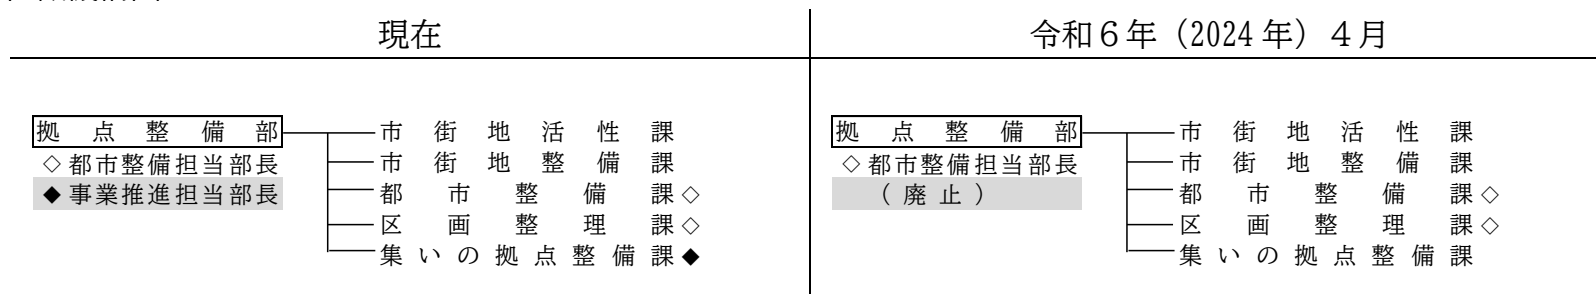 現在
令和６年（2024年）４月
拠点整備部 市街地活性課
◇都市整備担当部長 市街地整備課
◆事業推進担当部長 都市整備課◇
区画整理課◇
集いの拠点整備課◆
拠点整備部 市街地活性課
◇都市整備担当部長 市街地整備課
（廃止） 都市整備課◇
区画整理課◇
集いの拠点整備課